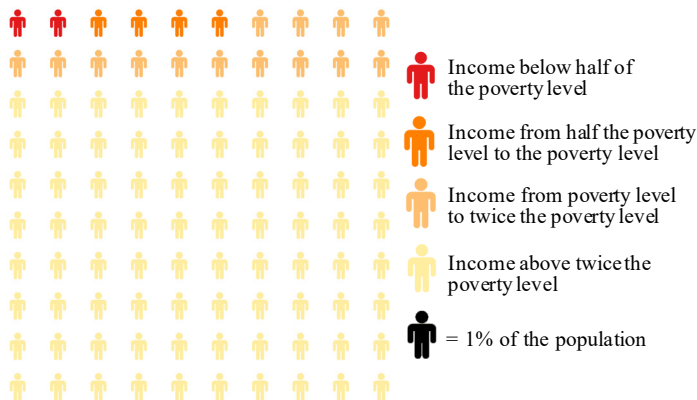 Income below half of
the poverty level
Income from half the poverty
level to the poverty level
Income from poverty level
to twice the poverty level
Income above twice the
poverty level
= 1% of the population